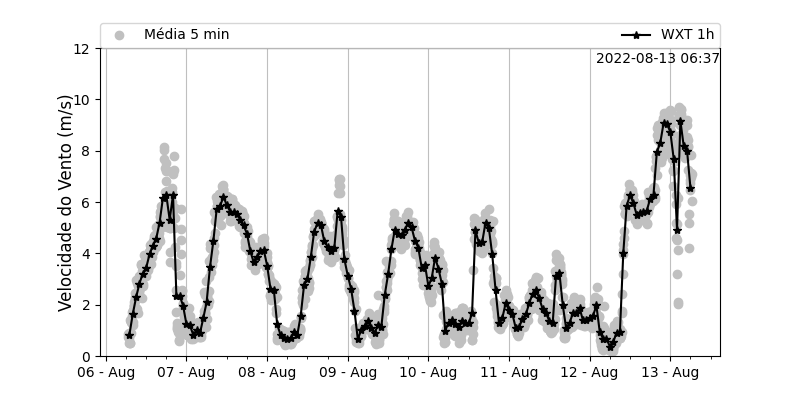 Média 5 min
WXT 1h
2022-08-13 06:37
Velocidade do Vento (m/s)
12
10
8
6
4
2
0
06 - Aug
07 - Aug
08 - Aug
09 - Aug
10 - Aug
11 - Aug
12 - Aug
13 - Aug